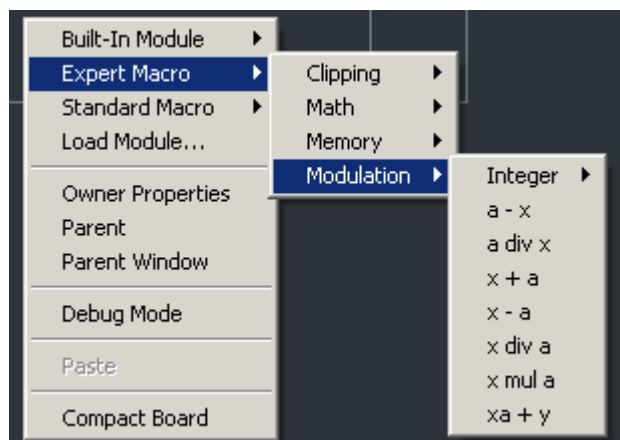 Built-In Module
Expert Macro
Standard Macro
Load Module...
Owner Properties
Parent
Parent Window
Debug Mode
Paste
Compact Board
Clipping
Math
Memory
Modulation
Integer
a - x
a div x
x + a
x - a
x div a
x mul a
xa + y